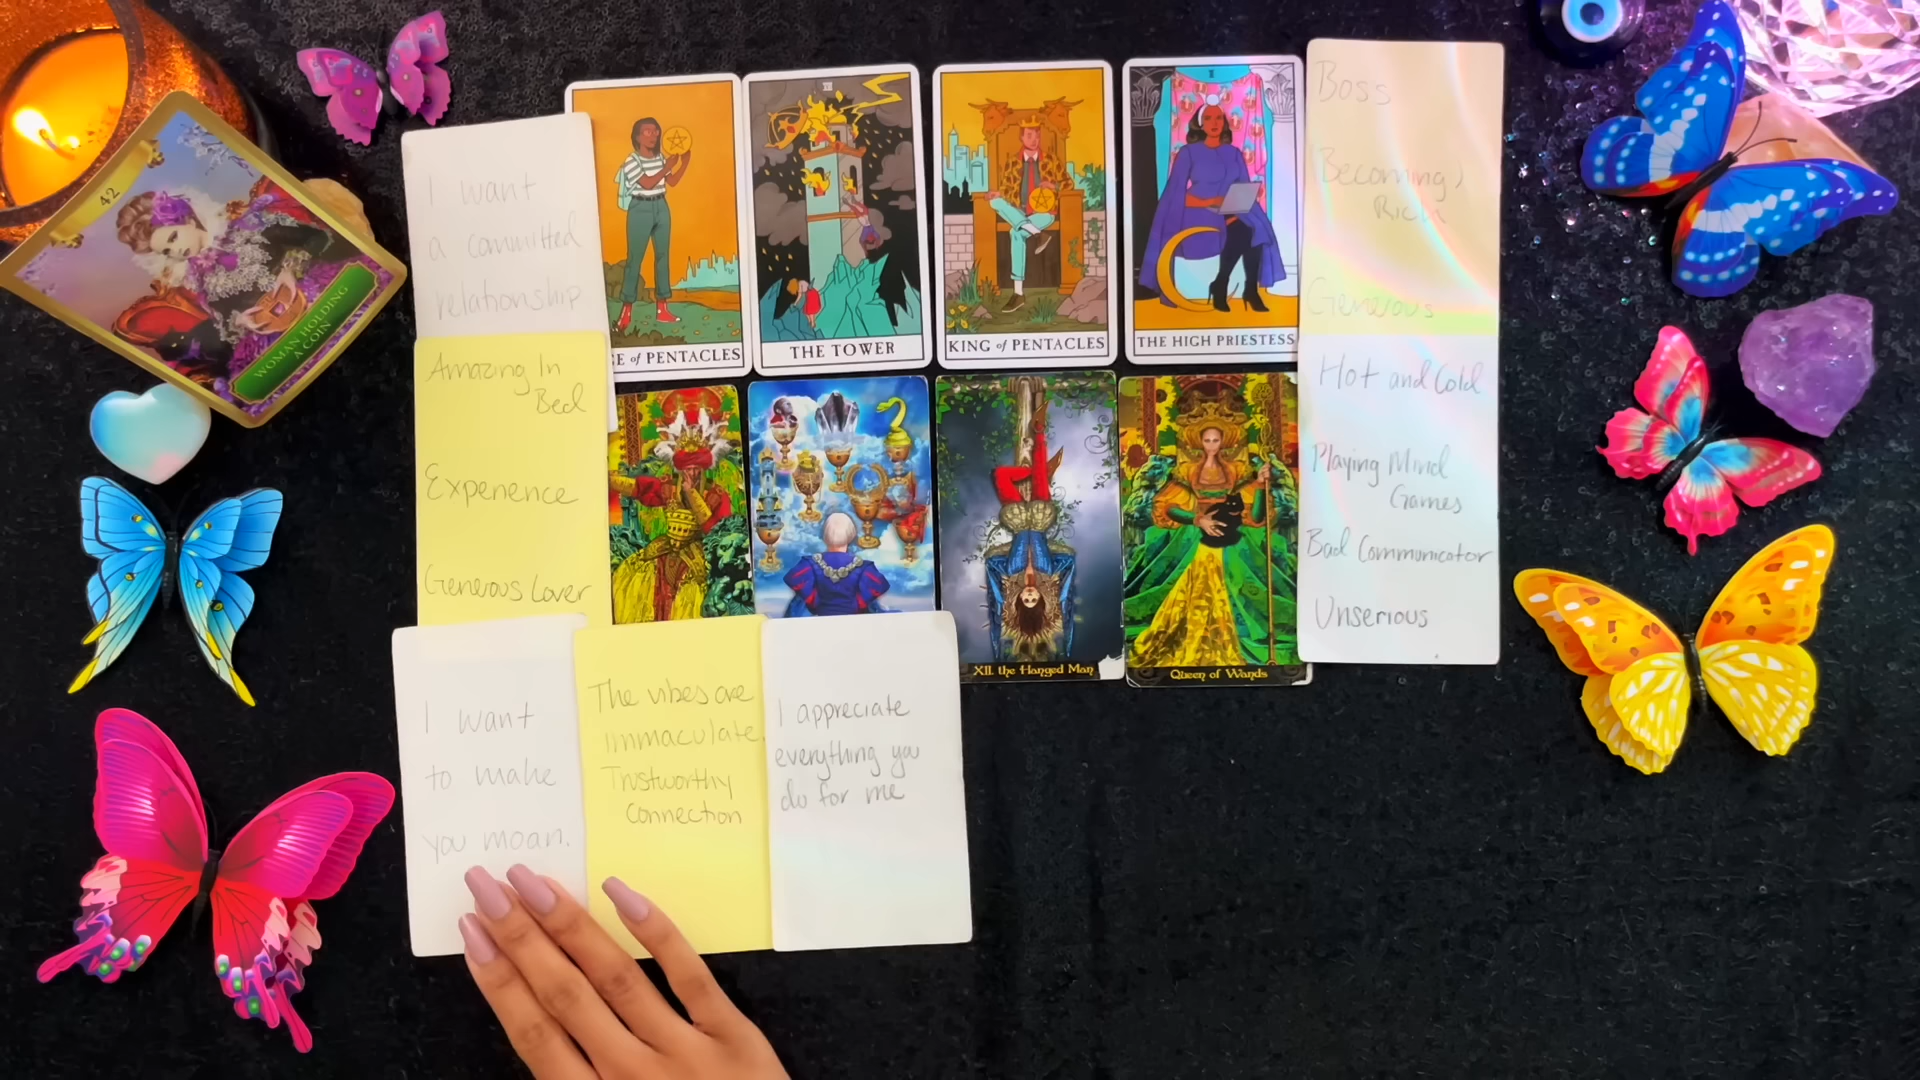 42
WOMAN HOLDING
A COIN
I want
a committed
relationship
Amazing In
Bed
Experience
Generous Lover
I want
to make
you moan.
The vibes are
immaculate.
Trustworthy
Connection
I appreciate
everything you
do for me
E of PENTACLES
THE TOWER
KING of PENTACLES
THE HIGH PRIESTESS
XII. the Hanged Man
Queen of Wands
Boss
(Becoming)
Rich
Generous
Hot and Cold
Playing Mind
Games
Bad Communicator
Unserious